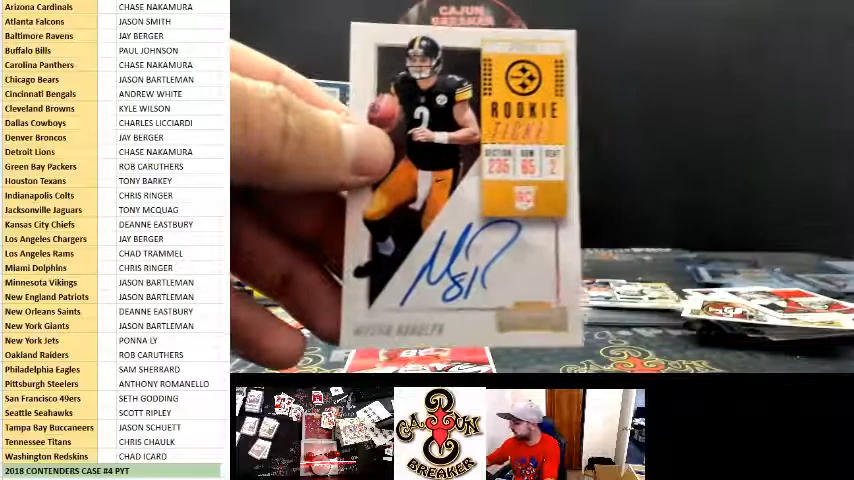 Arizona Cardinals CHASE NAKAMURA
Atlanta Falcons JASON SMITH
Baltimore Ravens JAY BERGER
Buffalo Bills PAUL JOHNSON
Carolina Panthers CHASE NAKAMURA
Chicago Bears JASON BARTLEMAN
Cincinnati Bengals ANDREW WHITE
Cleveland Browns KYLE WILSON
Dallas Cowboys CHARLES LICCIARDI
Denver Broncos JAY BERGER
Detroit Lions CHASE NAKAMURA
Green Bay Packers ROB CARUTHERS
Houston Texans TONY BARKEY
Indianapolis Colts CHRIS RINGER
Jacksonville Jaguars TONY MCQUAG
Kansas City Chiefs DEANNE EASTBURY
Los Angeles Chargers JAY BERGER
Los Angeles Rams CHAD TRAMMEL
Miami Dolphins CHRIS RINGER
Minnesota Vikings JASON BARTLEMAN
New England Patriots JASON BARTLEMAN
New Orleans Saints DEANNE EASTBURY
New York Giants JASON BARTLEMAN
New York Jets PONNA LY
Oakland Raiders ROB CARUTHERS
Philadelphia Eagles SAM SHERRARD
Pittsburgh Steelers ANTHONY ROMANELLO
San Francisco 49ers SETH GODDING
Seattle Seahawks SCOTT RIPLEY
Tampa Bay Buccaneers JASON SCHUETT
Tennessee Titans CHRIS CHAULK
Washington Redskins CHAD ICARD
2018 CONTENDERS CASE #4 PYT
CAJUN
BREAKER
ROOKIE
TICKET
SECTION ROW SEAT
235 65 2
RC
2
MASON RUDOLPH
CAJUN
BREAKER